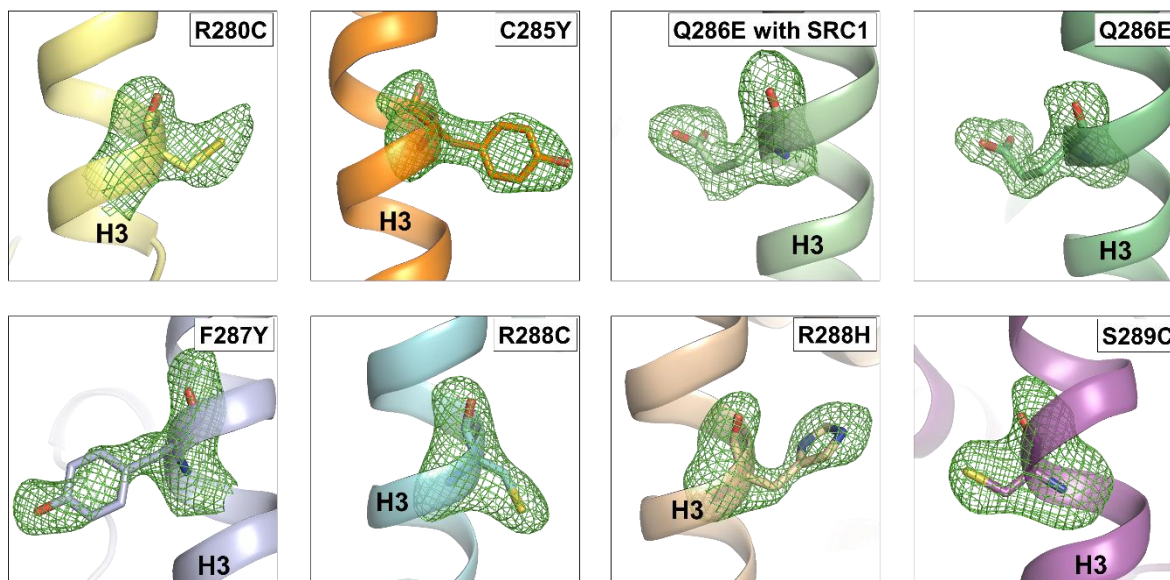 R280C
H3
C285Y
H3
Q286E with SRC1
H3
Q286E
H3
F287Y
H3
R288C
H3
R288H
H3
S289C
H3